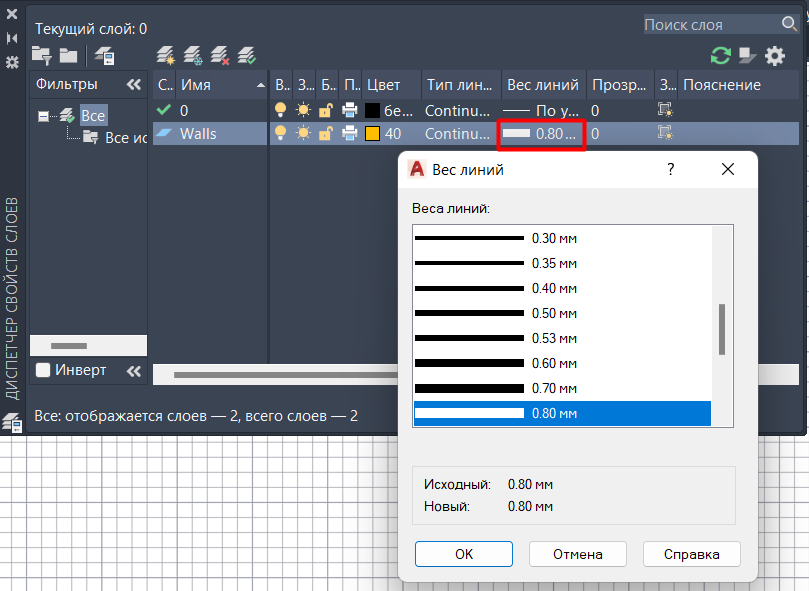 Текущий слой: 0
Поиск слоя
Фильтры
С.. Имя В.. З.. Б.. П.. Цвет Тип лин... Вес линий Прозр... З.. Пояснение
Все
0 бе... Continu... По у... 0
Все ис
Walls 40 Continu... 0.80 ... 0
Вес линий
Веса линий:
0.30 мм
0.35 мм
0.40 мм
0.50 мм
0.53 мм
0.60 мм
0.70 мм
0.80 мм
Инверт
Все: отображается слоев — 2, всего слоев — 2
ДИСПЕТЧЕР СВОЙСТВ СЛОЕВ
Исходный: 0.80 мм
Новый: 0.80 мм
ОК Отмена Справка